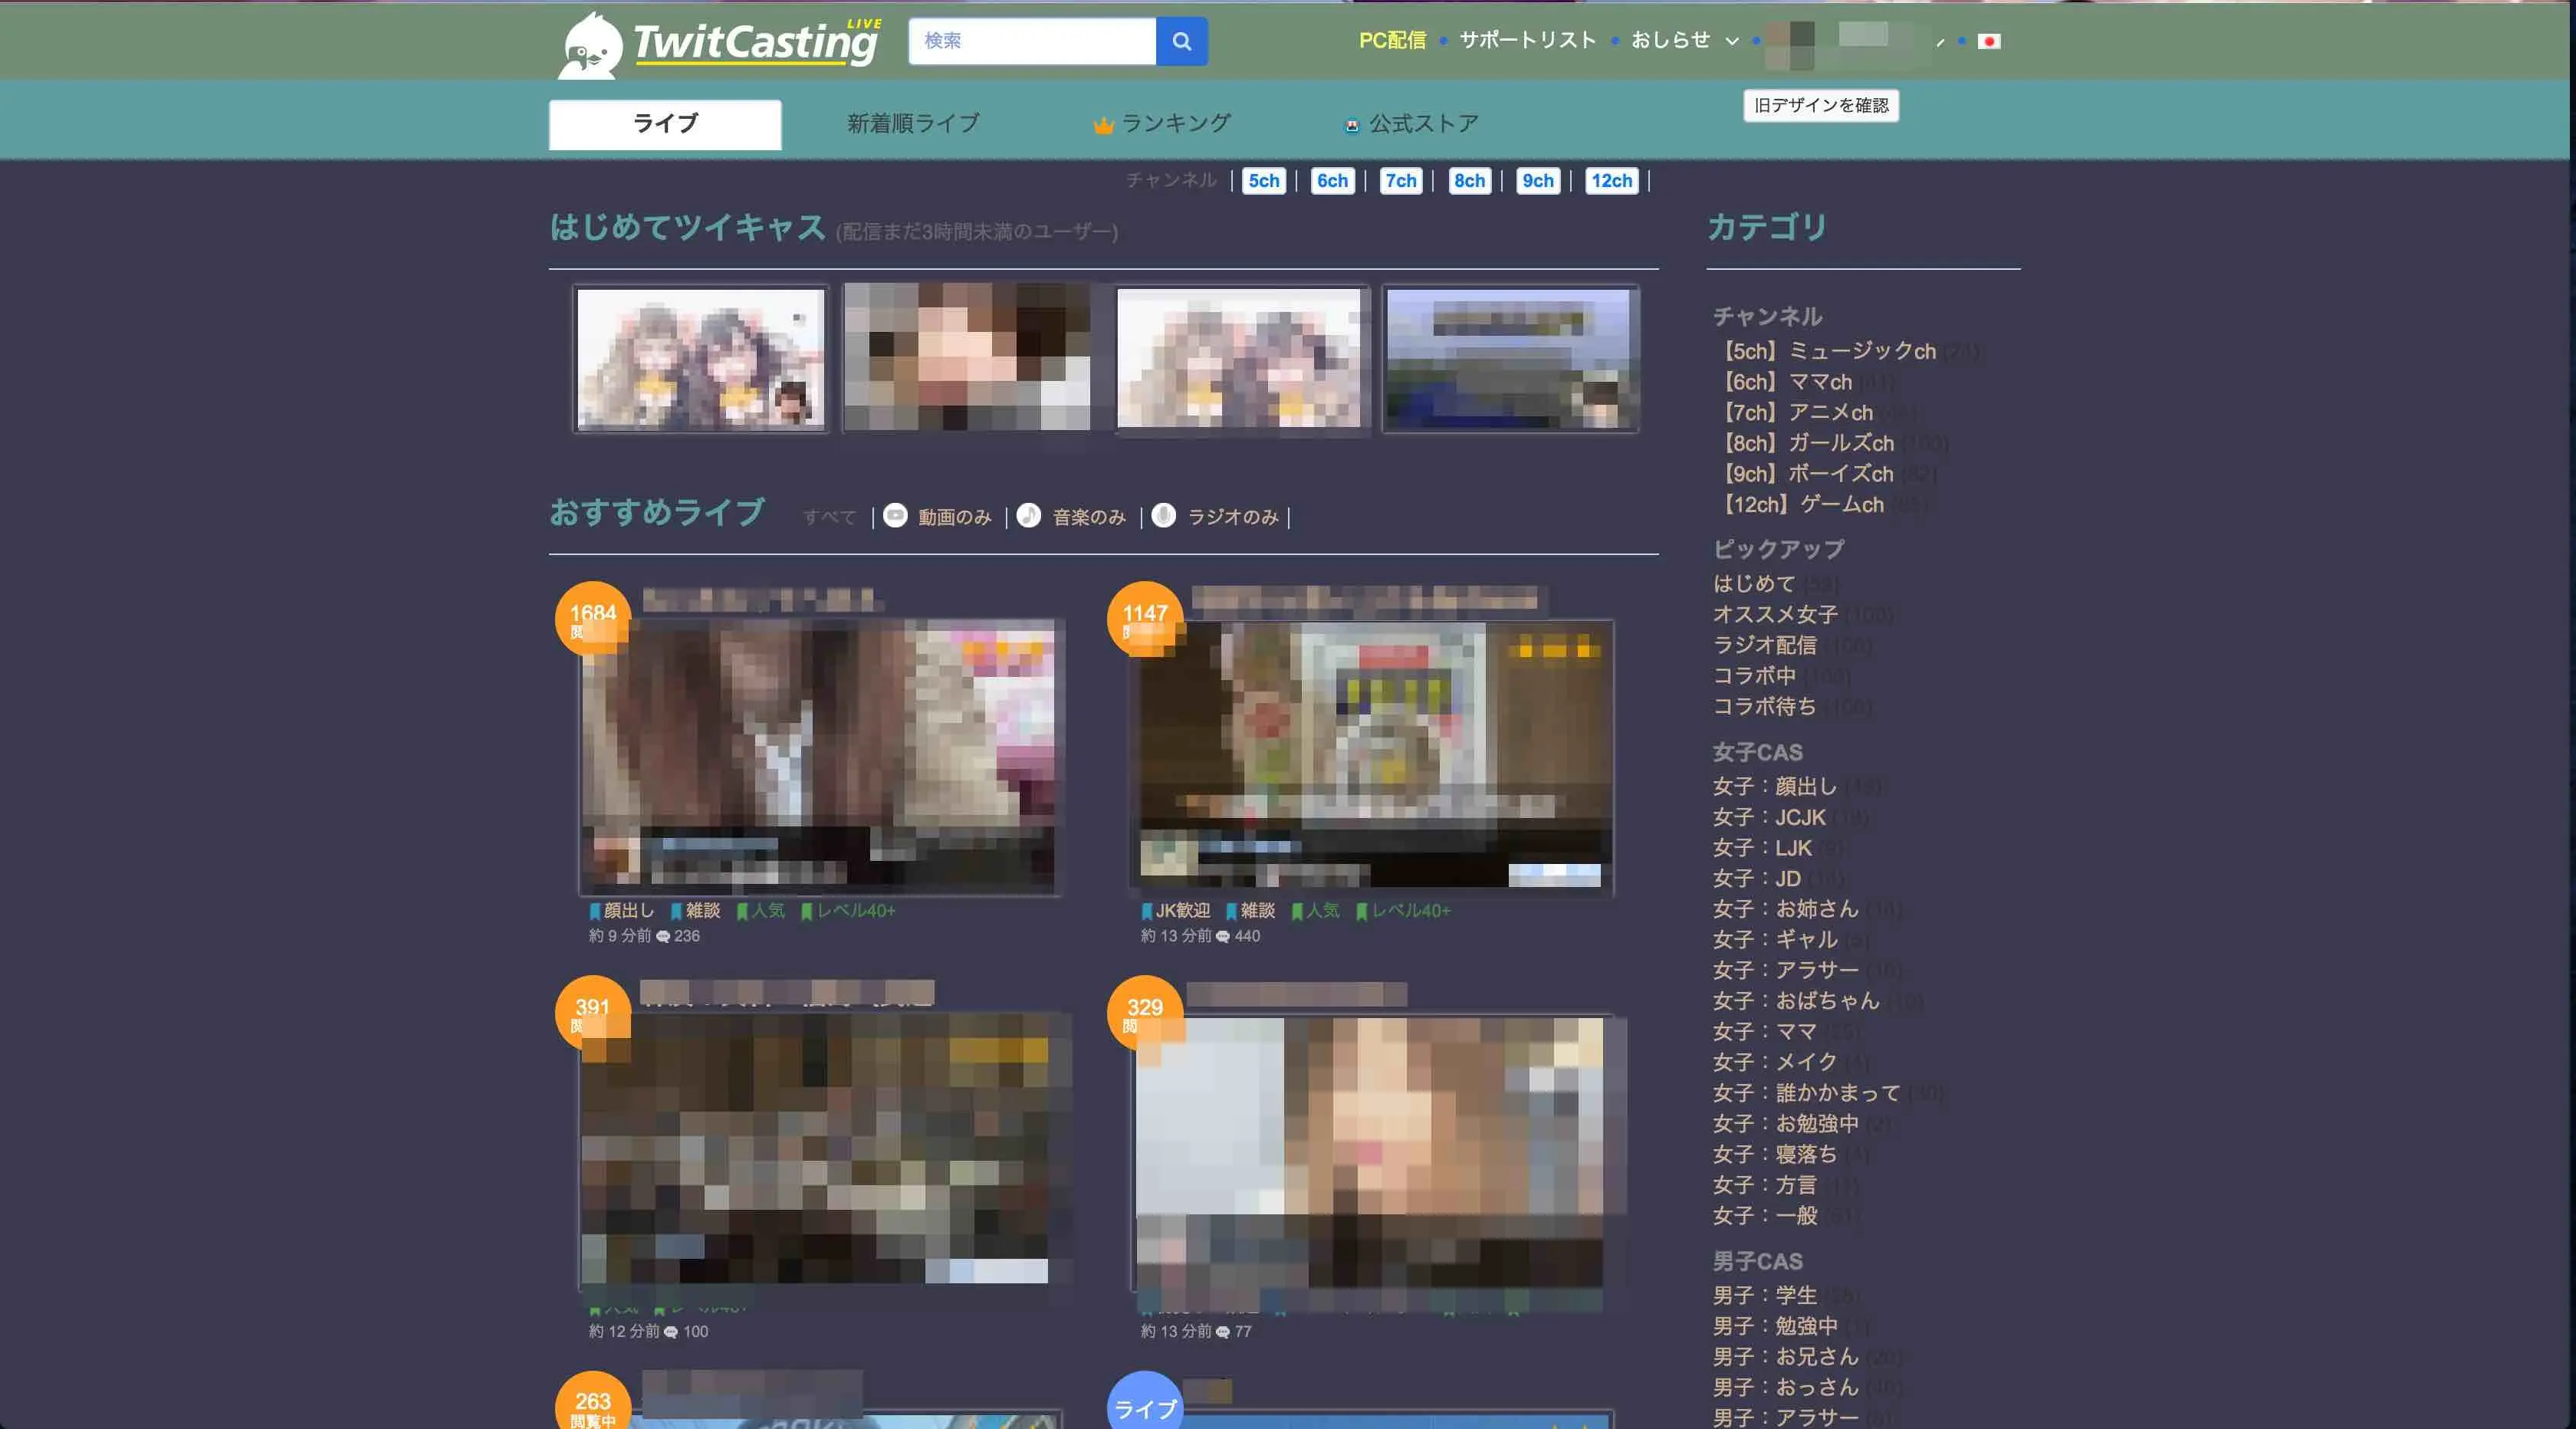 TwitCasting LIVE
検索
PC配信 サポートリスト おしらせ
旧デザインを確認
ライブ 新着順ライブ ランキング 公式ストア
チャンネル | 5ch | 6ch | 7ch | 8ch | 9ch | 12ch |
はじめてツイキャス (配信まだ3時間未満のユーザー)
おすすめライブ すべて | 動画のみ | 音楽のみ | ラジオのみ |
1684
1147
顔出し 雑談 人気 レベル40+
約 9 分前 236
JK歓迎 雑談 人気 レベル40+
約 13 分前 440
391
329
約 12 分前 100
約 13 分前 77
263
閲覧中
ライブ
カテゴリ
チャンネル
【5ch】ミュージックch
【6ch】ママch
【7ch】アニメch
【8ch】ガールズch
【9ch】ボーイズch
【12ch】ゲームch
ピックアップ
はじめて
オススメ女子 (100)
ラジオ配信 (100)
コラボ中 (100)
コラボ待ち (100)
女子CAS
女子：顔出し
女子：JCJK
女子：LJK
女子：JD
女子：お姉さん
女子：ギャル
女子：アラサー
女子：おばちゃん
女子：ママ
女子：メイク
女子：誰かかまって
女子：お勉強中
女子：寝落ち
女子：方言
女子：一般
男子CAS
男子：学生
男子：勉強中
男子：お兄さん
男子：おっさん
男子：アラサー